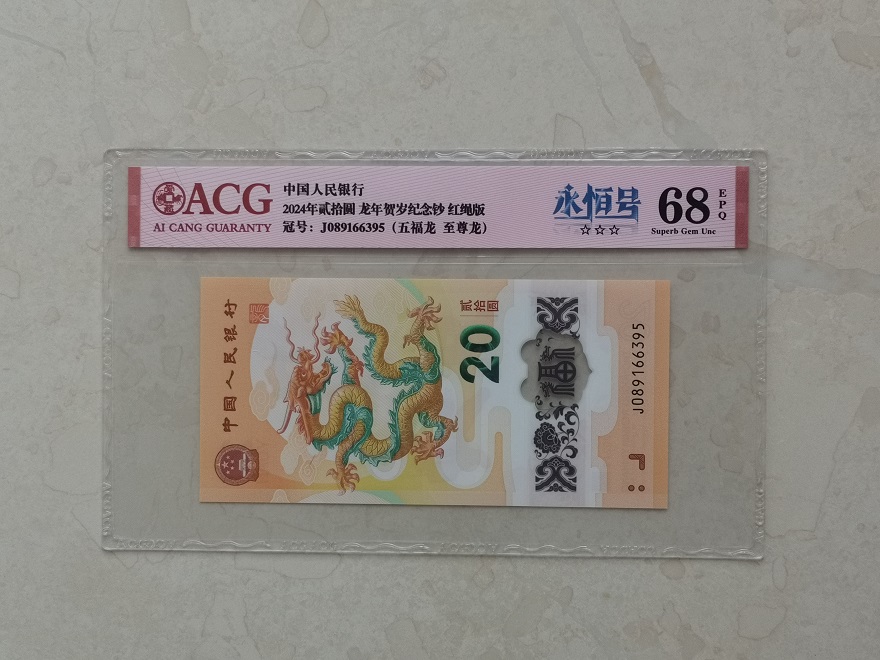 ACG
AI CANG GUARANTY
中国人民银行
2024年贰拾圆 龙年贺岁纪念钞 红绳版
冠号：J089166395（五福龙 至尊龙）
永恒号
☆☆☆
68
EPQ
Superb Gem Unc
中国人民银行
20
贰拾圆
J089166395